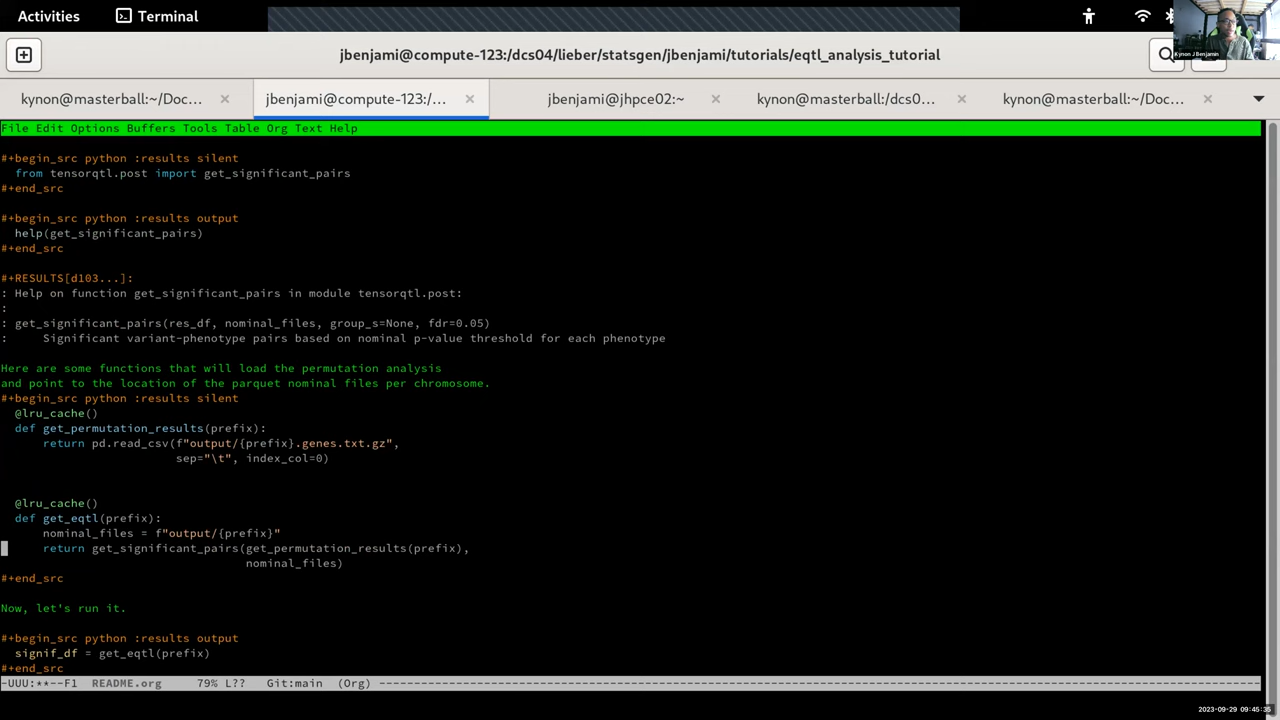 Activities
Terminal
Kynon J Benjamin
jbenjami@compute-123:/dcs04/lieber/statsgen/jbenjami/tutorials/eqtl_analysis_tutorial
kynon@masterball:~/Doc...
jbenjami@compute-123:/...
jbenjami@jhpce02:~
kynon@masterball:/dcs0...
kynon@masterball:~/Doc...
File Edit Options Buffers Tools Table Org Text Help
#+begin_src python :results silent
from tensorqtl.post import get_significant_pairs
#+end_src
#+begin_src python :results output
help(get_significant_pairs)
#+end_src
#+RESULTS[d103...]:
: Help on function get_significant_pairs in module tensorqtl.post:
:
: get_significant_pairs(res_df, nominal_files, group_s=None, fdr=0.05)
:     Significant variant-phenotype pairs based on nominal p-value threshold for each phenotype
Here are some functions that will load the permutation analysis
and point to the location of the parquet nominal files per chromosome.
#+begin_src python :results silent
@lru_cache()
def get_permutation_results(prefix):
return pd.read_csv(f"output/{prefix}.genes.txt.gz",
sep="\t", index_col=0)
@lru_cache()
def get_eqtl(prefix):
nominal_files = f"output/{prefix}"
return get_significant_pairs(get_permutation_results(prefix),
nominal_files)
#+end_src
Now, let's run it.
#+begin_src python :results output
signif_df = get_eqtl(prefix)
#+end_src
-UUU:**--F1  README.org     79% L??   Git:main  (Org) ----------------------------------------------------------------
2023-09-29 09:45:35